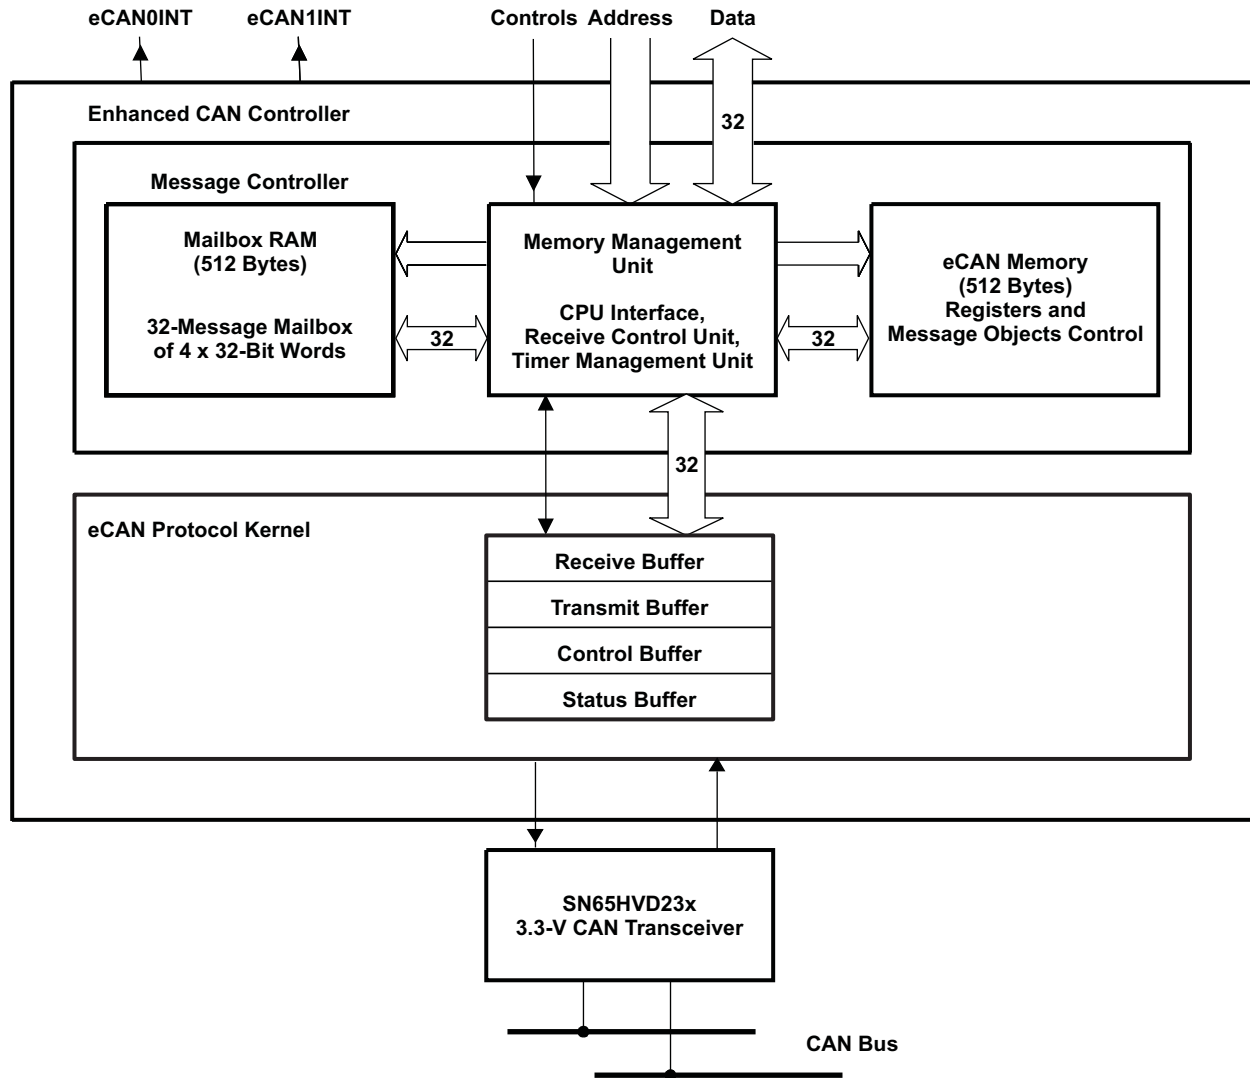 eCAN0INT eCAN1INT Controls Address Data
32
Enhanced CAN Controller
Message Controller
Mailbox RAM
(512 Bytes)
32-Message Mailbox
of 4 x 32-Bit Words
32
Memory Management
Unit
CPU Interface,
Receive Control Unit,
Timer Management Unit
32
eCAN Memory
(512 Bytes)
Registers and
Message Objects Control
32
eCAN Protocol Kernel
Receive Buffer
Transmit Buffer
Control Buffer
Status Buffer
SN65HVD23x
3.3-V CAN Transceiver
CAN Bus